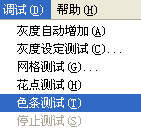 调试(D) 帮助(H)
灰度自动增加(A)
灰度设定测试(C)...
网格测试(G)...
花点测试(H)
色条测试(T)
停止测试(S)